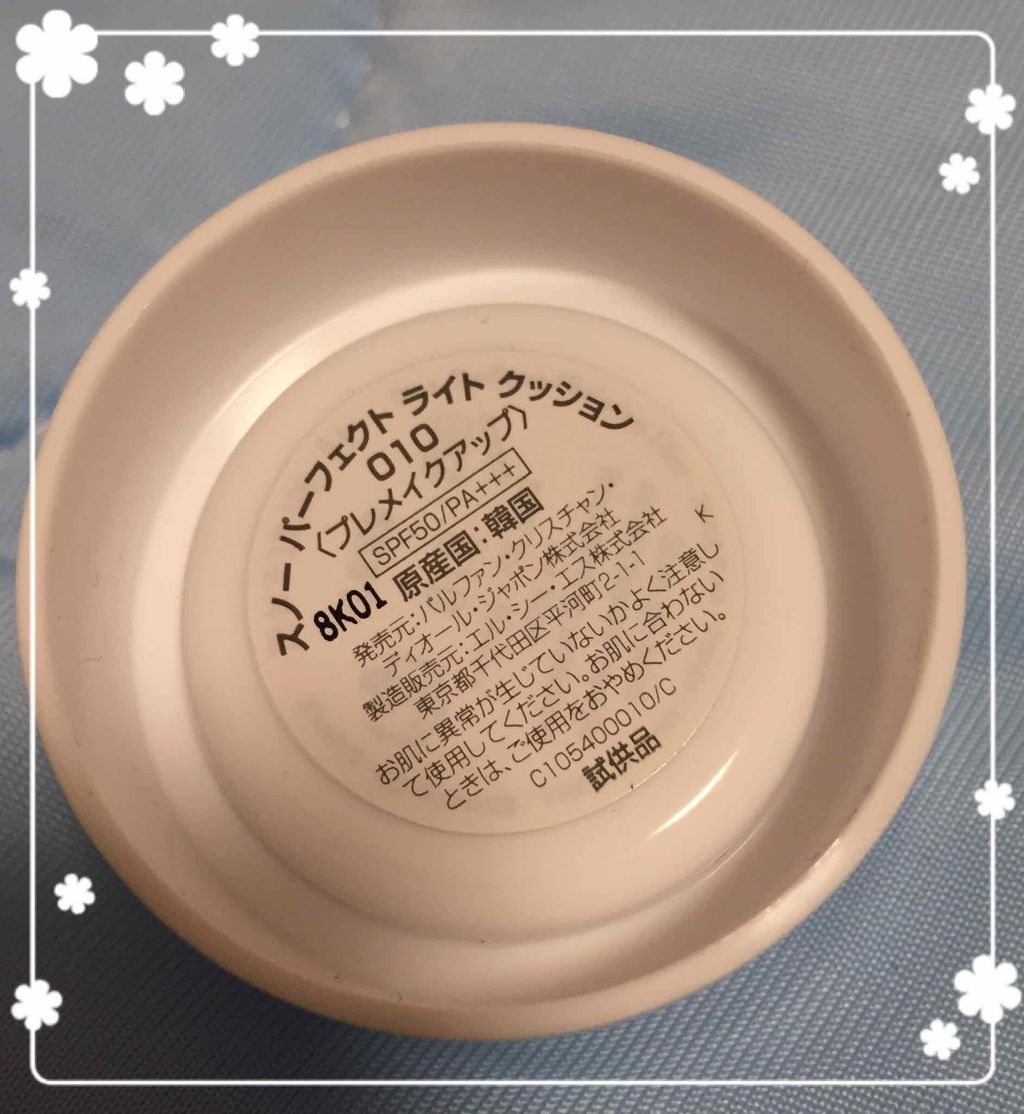 スノー パーフェクト ライト クッション
010
〈プレメイクアップ〉
SPF50/PA+++
8K01 原産国:韓国
発売元:パルファン・クリスチャン・
ディオール・ジャポン株式会社
製造販売元:エル・シー・エス株式会社 K
東京都千代田区平河町2-1-1
お肌に異常が生じていないかよく注意し
て使用してください。お肌に合わない
ときは、ご使用をおやめください。
C105400010/C
試供品